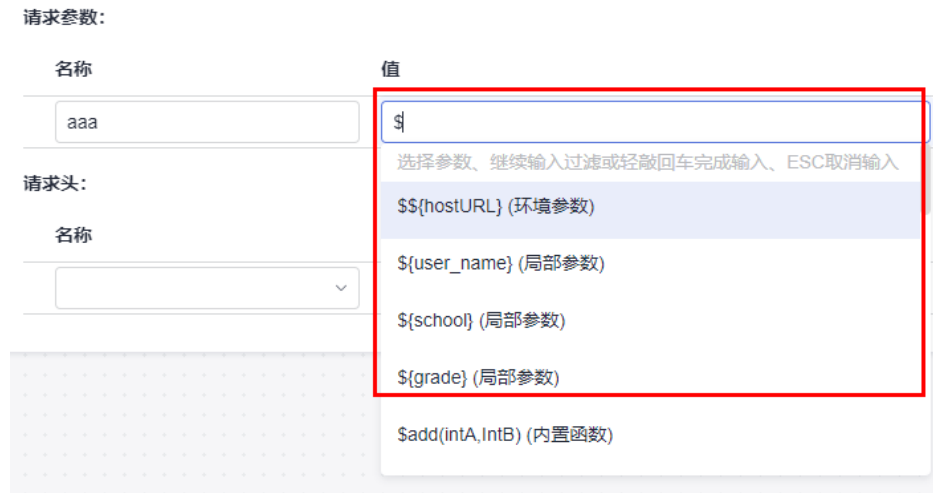 请求参数：
名称 值
aaa $
选择参数、继续输入过滤或轻敲回车完成输入、ESC取消输入
请求头：
$${hostURL} (环境参数)
名称
${user_name} (局部参数)
${school} (局部参数)
${grade} (局部参数)
$add(intA,IntB) (内置函数)